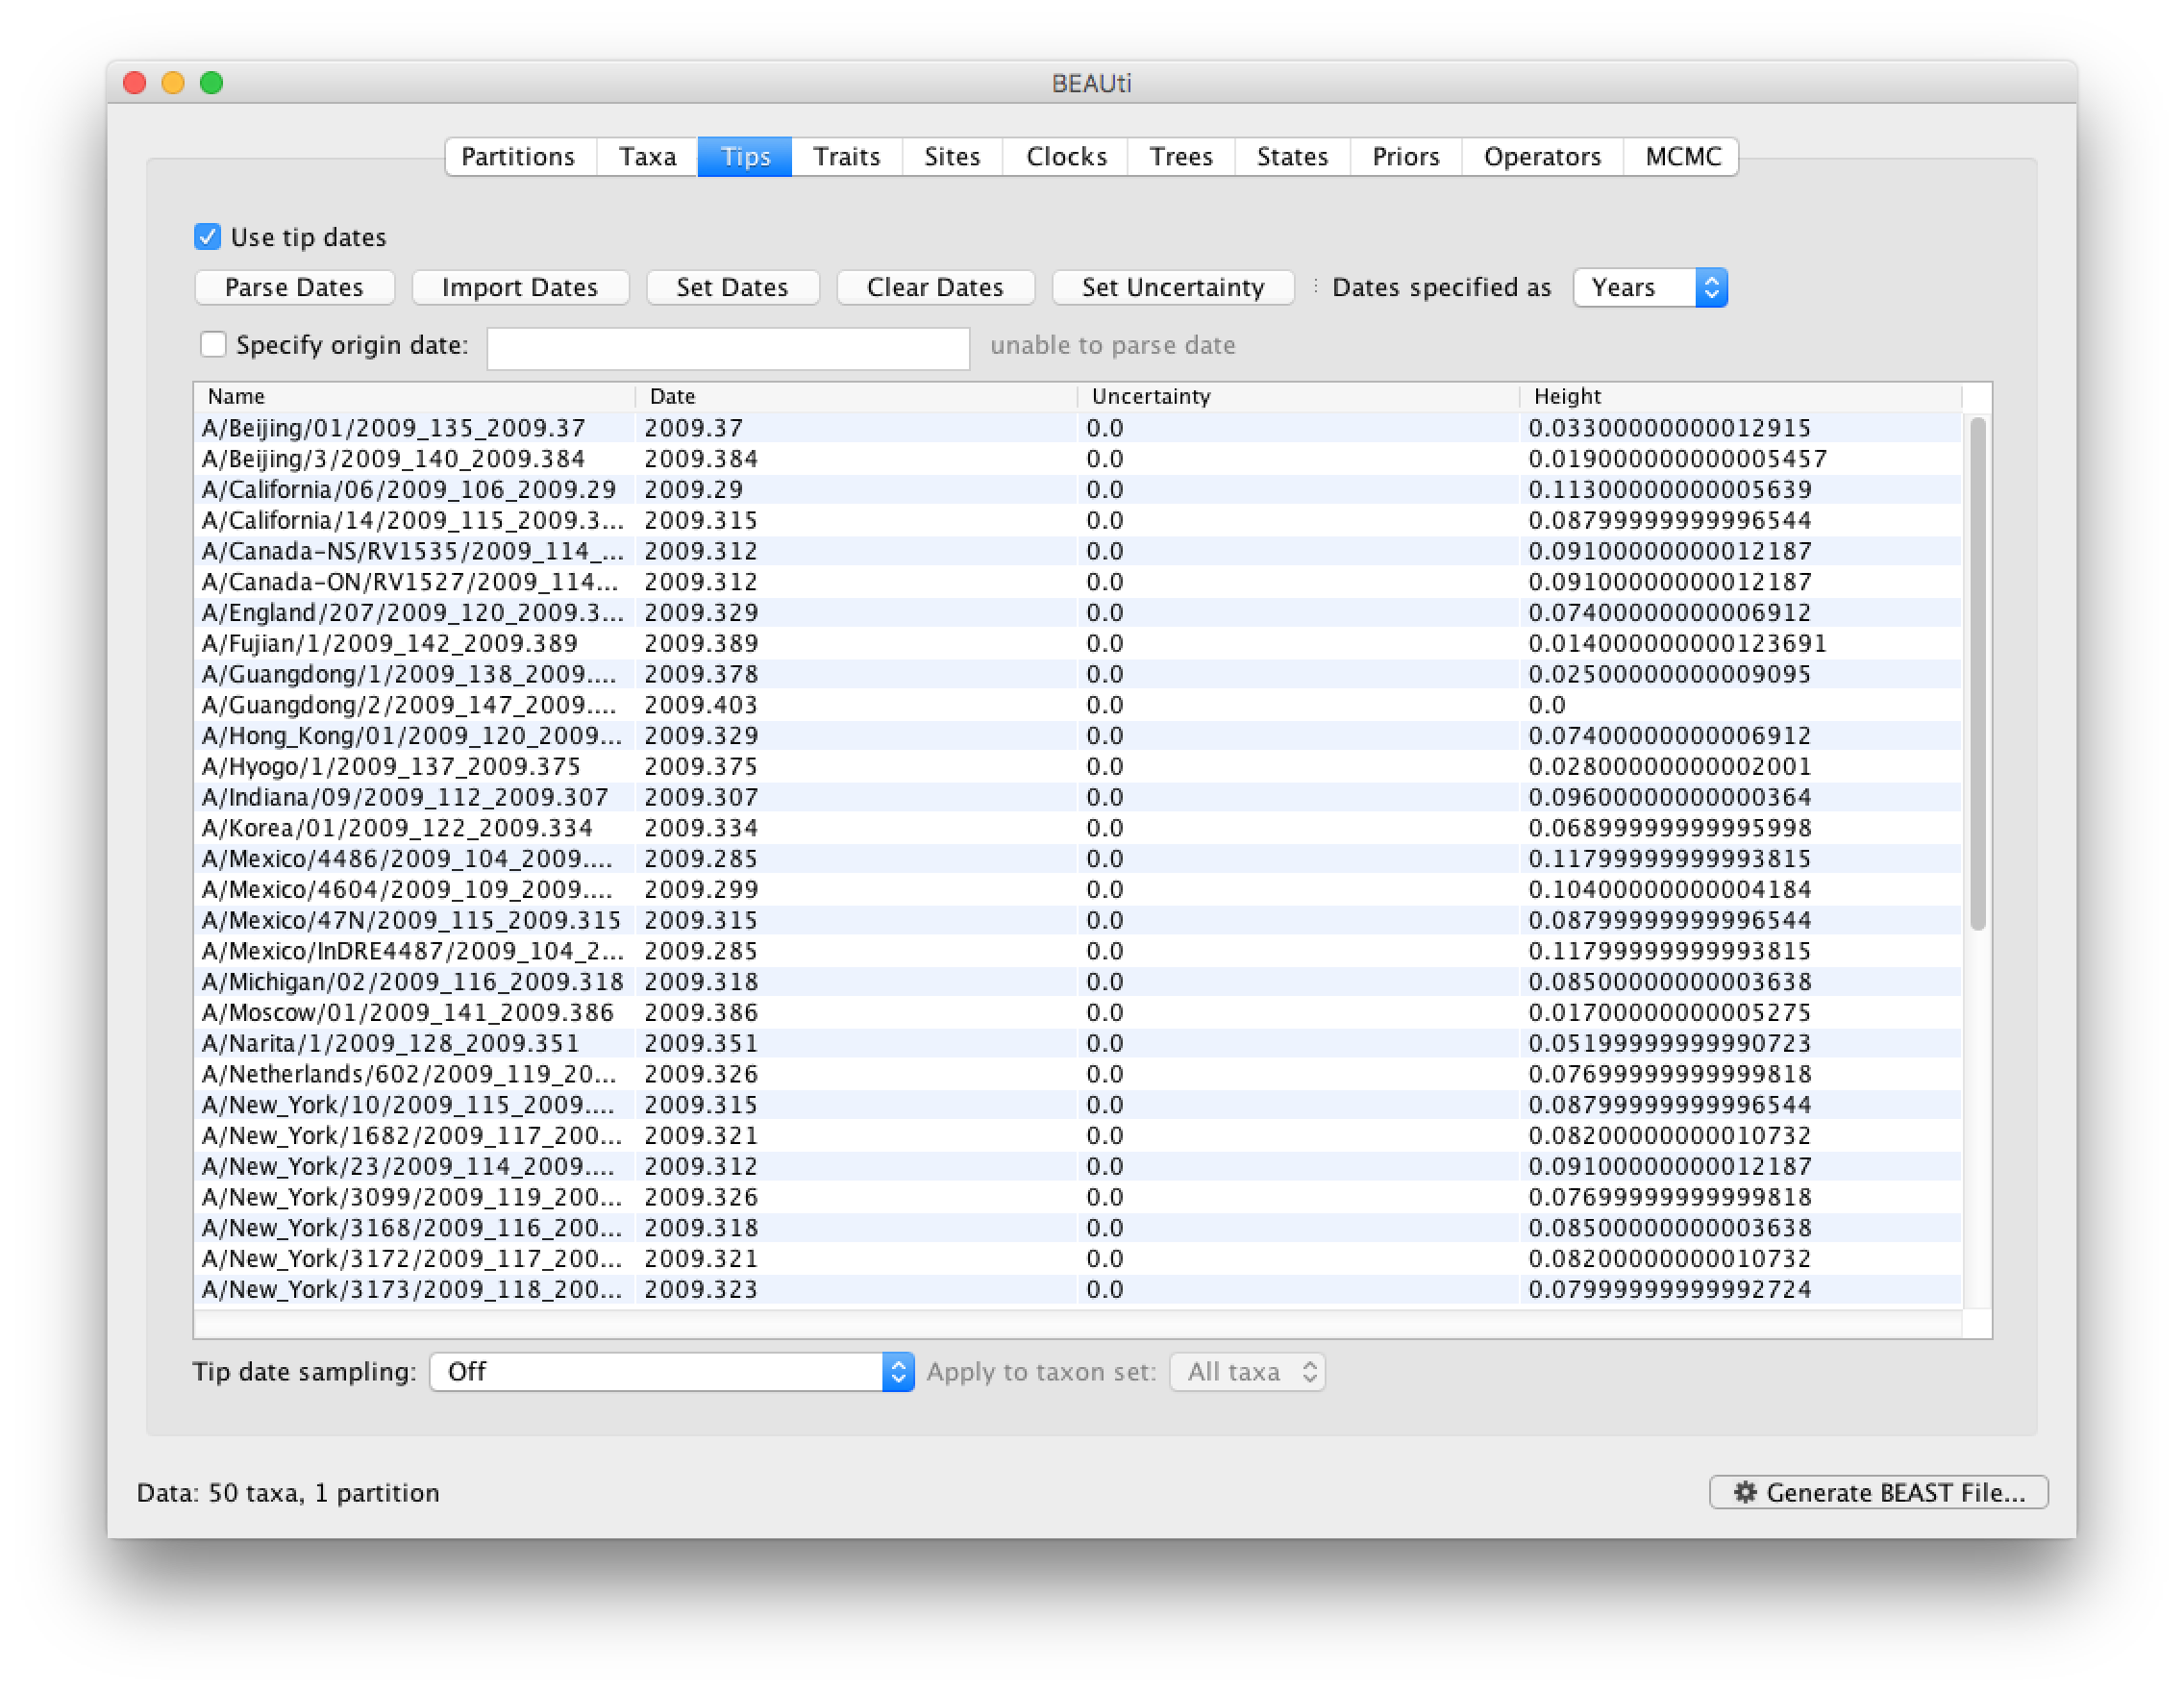 BEAUti
Partitions Taxa Tips Traits Sites Clocks Trees States Priors Operators MCMC
Use tip dates
Parse Dates Import Dates Set Dates Clear Dates Set Uncertainty Dates specified as Years
Specify origin date: unable to parse date
Name Date Uncertainty Height
A/Beijing/01/2009_135_2009.37 2009.37 0.0 0.03300000000012915
A/Beijing/3/2009_140_2009.384 2009.384 0.0 0.019000000000005457
A/California/06/2009_106_2009.29 2009.29 0.0 0.11300000000005639
A/California/14/2009_115_2009.3... 2009.315 0.0 0.08799999999996544
A/Canada-NS/RV1535/2009_114_... 2009.312 0.0 0.09100000000012187
A/Canada-ON/RV1527/2009_114... 2009.312 0.0 0.09100000000012187
A/England/207/2009_120_2009.3... 2009.329 0.0 0.07400000000006912
A/Fujian/1/2009_142_2009.389 2009.389 0.0 0.014000000000123691
A/Guangdong/1/2009_138_2009.... 2009.378 0.0 0.02500000000009095
A/Guangdong/2/2009_147_2009.... 2009.403 0.0 0.0
A/Hong_Kong/01/2009_120_2009... 2009.329 0.0 0.07400000000006912
A/Hyogo/1/2009_137_2009.375 2009.375 0.0 0.02800000000002001
A/Indiana/09/2009_112_2009.307 2009.307 0.0 0.09600000000000364
A/Korea/01/2009_122_2009.334 2009.334 0.0 0.06899999999995998
A/Mexico/4486/2009_104_2009.... 2009.285 0.0 0.11799999999993815
A/Mexico/4604/2009_109_2009.... 2009.299 0.0 0.10400000000004184
A/Mexico/47N/2009_115_2009.315 2009.315 0.0 0.08799999999996544
A/Mexico/InDRE4487/2009_104_2... 2009.285 0.0 0.11799999999993815
A/Michigan/02/2009_116_2009.318 2009.318 0.0 0.08500000000003638
A/Moscow/01/2009_141_2009.386 2009.386 0.0 0.01700000000005275
A/Narita/1/2009_128_2009.351 2009.351 0.0 0.05199999999990723
A/Netherlands/602/2009_119_20... 2009.326 0.0 0.07699999999999818
A/New_York/10/2009_115_2009.... 2009.315 0.0 0.08799999999996544
A/New_York/1682/2009_117_200... 2009.321 0.0 0.08200000000010732
A/New_York/23/2009_114_2009.... 2009.312 0.0 0.09100000000012187
A/New_York/3099/2009_119_200... 2009.326 0.0 0.07699999999999818
A/New_York/3168/2009_116_200... 2009.318 0.0 0.08500000000003638
A/New_York/3172/2009_117_200... 2009.321 0.0 0.08200000000010732
A/New_York/3173/2009_118_200... 2009.323 0.0 0.07999999999992724
Tip date sampling: Off Apply to taxon set: All taxa
Data: 50 taxa, 1 partition
Generate BEAST File...